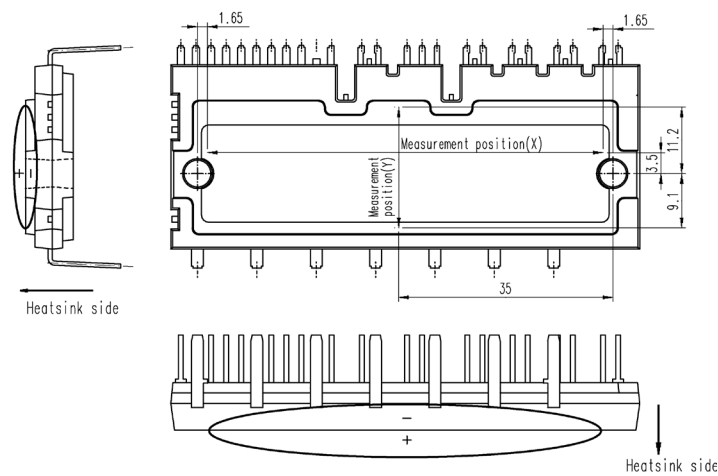 1.65
1.65
Measurement position(X)
Measurement
position(Y)
11.2
3.5
9.1
35
+ -
Heatsink side
-
+
Heatsink side